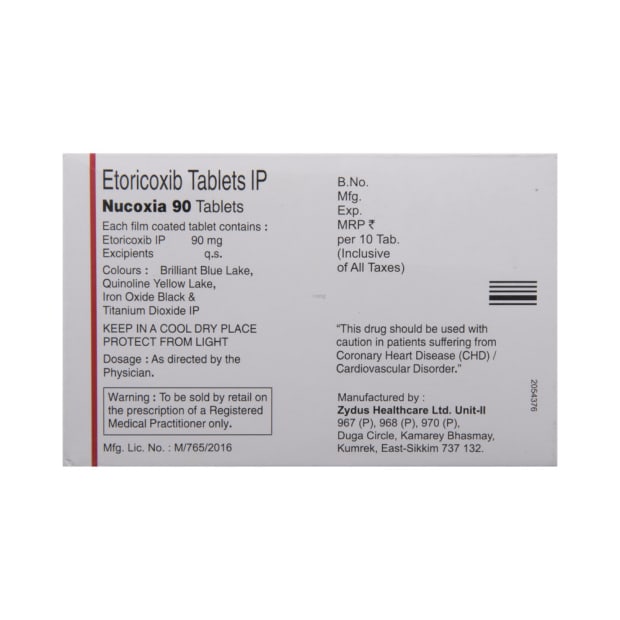 Etoricoxib Tablets IP
Nucoxia 90 Tablets
Each film coated tablet contains :
Etoricoxib IP 90 mg
Excipients q.s.
Colours : Brilliant Blue Lake,
Quinoline Yellow Lake,
Iron Oxide Black &
Titanium Dioxide IP
KEEP IN A COOL DRY PLACE
PROTECT FROM LIGHT
Dosage : As directed by the
Physician.
Warning : To be sold by retail on
the prescription of a Registered
Medical Practitioner only.
Mfg. Lic. No. : M/765/2016
B.No.
Mfg.
Exp.
MRP ₹
per 10 Tab.
(Inclusive
of All Taxes)
"This drug should be used with
caution in patients suffering from
Coronary Heart Disease (CHD) /
Cardiovascular Disorder."
Manufactured by :
Zydus Healthcare Ltd. Unit-II
967 (P), 968 (P), 970 (P),
Duga Circle, Kamarey Bhasmay,
Kumrek, East-Sikkim 737 132.
2054376